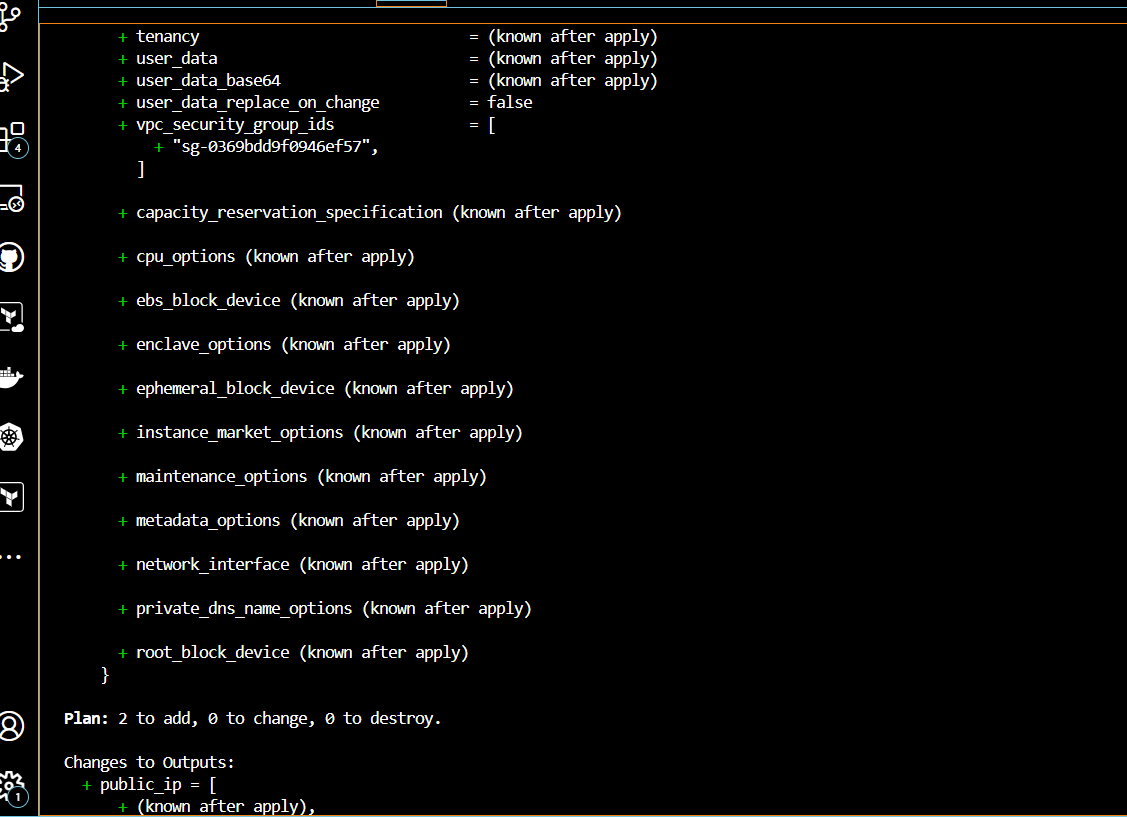 + tenancy = (known after apply)
+ user_data = (known after apply)
+ user_data_base64 = (known after apply)
+ user_data_replace_on_change = false
+ vpc_security_group_ids = [
+ "sg-0369bdd9f0946ef57",
]
+ capacity_reservation_specification (known after apply)
+ cpu_options (known after apply)
+ ebs_block_device (known after apply)
+ enclave_options (known after apply)
+ ephemeral_block_device (known after apply)
+ instance_market_options (known after apply)
+ maintenance_options (known after apply)
+ metadata_options (known after apply)
+ network_interface (known after apply)
+ private_dns_name_options (known after apply)
+ root_block_device (known after apply)
}
Plan: 2 to add, 0 to change, 0 to destroy.
Changes to Outputs:
+ public_ip = [
+ (known after apply),
4
1